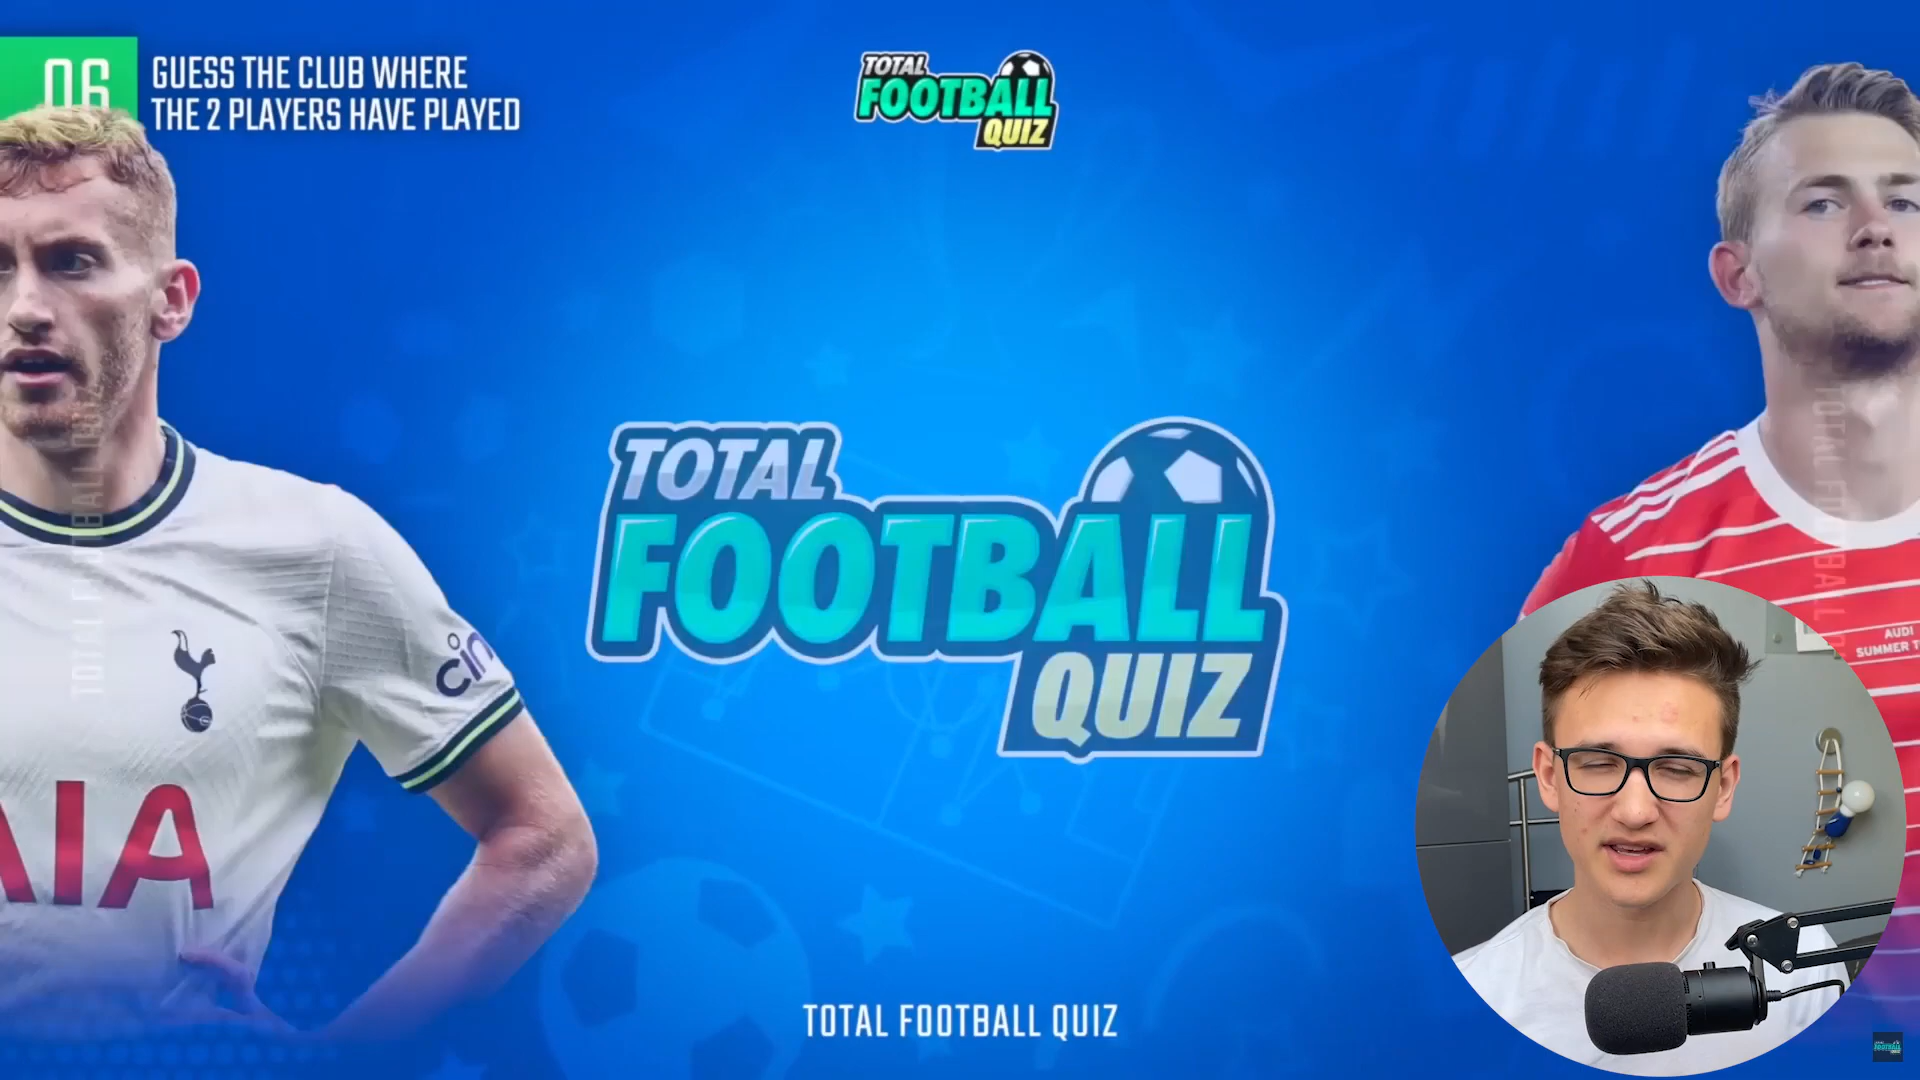 06
GUESS THE CLUB WHERE
THE 2 PLAYERS HAVE PLAYED
TOTAL
FOOTBALL
QUIZ
TOTAL
FOOTBALL
QUIZ
cin
AIA
AUDI
SUMMER T
TOTAL FOOTBALL QUIZ